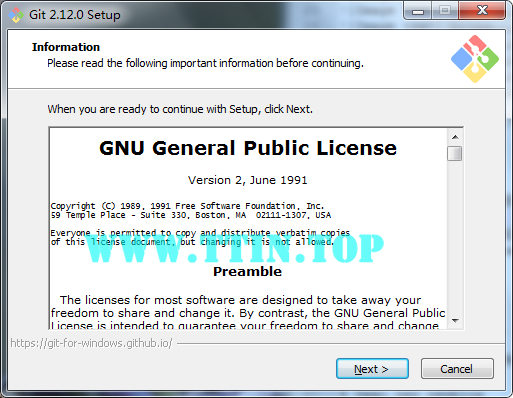 Git 2.12.0 Setup
Information
Please read the following important information before continuing.
When you are ready to continue with Setup, click Next.
GNU General Public License
Version 2, June 1991
Copyright (C) 1989, 1991 Free Software Foundation, Inc.
59 Temple Place - Suite 330, Boston, MA  02111-1307, USA
Everyone is permitted to copy and distribute verbatim copies
of this license document, but changing it is not allowed.
WWW.TTIN.TOP
Preamble
The licenses for most software are designed to take away your
freedom to share and change it. By contrast, the GNU General Public
License is intended to guarantee your freedom to share and change
https://git-for-windows.github.io/
Next >
Cancel